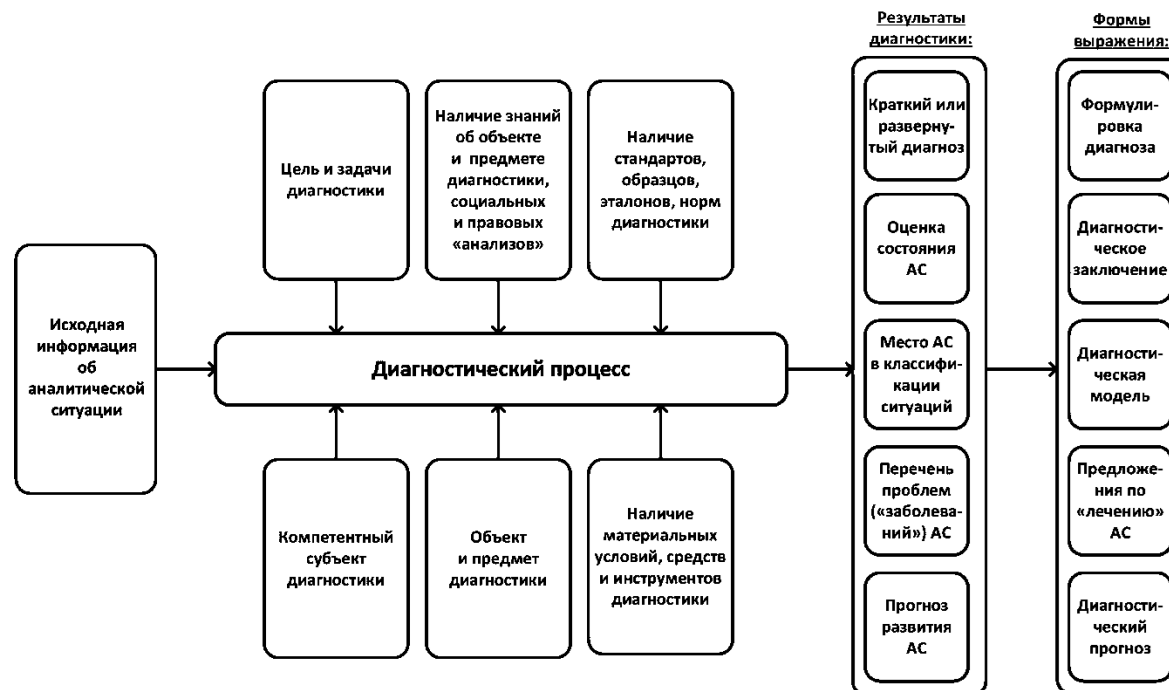 Результаты
диагностики:
Формы
выражения:
Цель и задачи
диагностики
Наличие знаний
об объекте
и предмете
диагностики,
социальных
и правовых
«анализов»
Наличие
стандартов,
образцов,
эталонов, норм
диагностики
Исходная
информация
об
аналитической
ситуации
Диагностический процесс
Компетентный
субъект
диагностики
Объект
и предмет
диагностики
Наличие
материальных
условий, средств
и инструментов
диагностики
Краткий или
разверну-
тый диагноз
Оценка
состояния
АС
Место АС
в классифи-
кации
ситуаций
Перечень
проблем
(«заболева-
ний») АС
Прогноз
развития
АС
Формули-
ровка
диагноза
Диагности-
ческое
заключение
Диагности-
ческая
модель
Предложе-
ния по
«лечению»
АС
Диагности-
ческий
прогноз